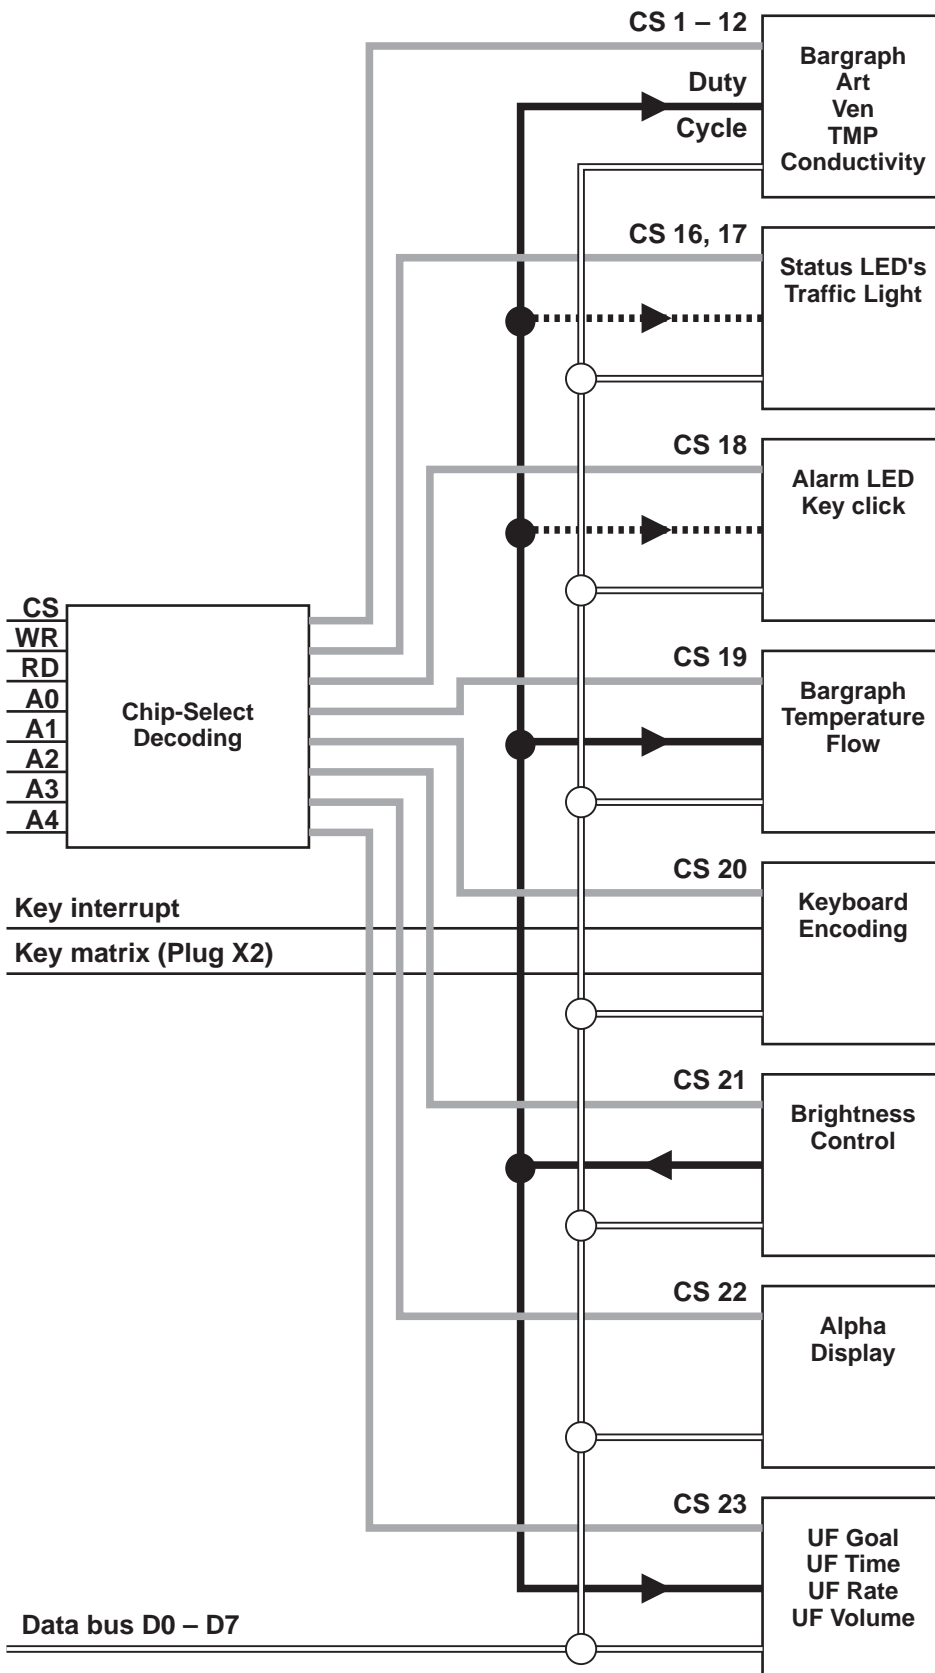 CS 1 – 12
Bargraph
Art
Ven
TMP
Conductivity
Duty
Cycle
CS 16, 17
Status LED's
Traffic Light
CS 18
Alarm LED
Key click
CS
WR
RD
A0
A1
A2
A3
A4
Chip-Select
Decoding
CS 19
Bargraph
Temperature
Flow
CS 20
Keyboard
Encoding
Key interrupt
Key matrix (Plug X2)
CS 21
Brightness
Control
CS 22
Alpha
Display
CS 23
UF Goal
UF Time
UF Rate
UF Volume
Data bus D0 – D7